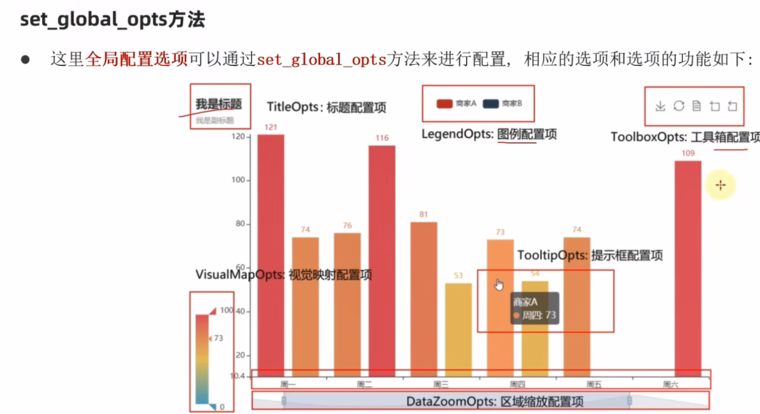 set_global_opts方法
● 这里全局配置选项可以通过set_global_opts方法来进行配置, 相应的选项和选项的功能如下:
我是标题
我是副标题
TitleOpts: 标题配置项
商家A 商家B
LegendOpts: 图例配置项
ToolboxOpts: 工具箱配置项
121
116
109
120
100
80
60
40
20
10.4
74
76
81
53
73
54
74
TooltipOpts: 提示框配置项
VisualMapOpts: 视觉映射配置项
商家A
周四: 73
100
73
0
周一 周二 周三 周四 周五 周六
DataZoomOpts: 区域缩放配置项